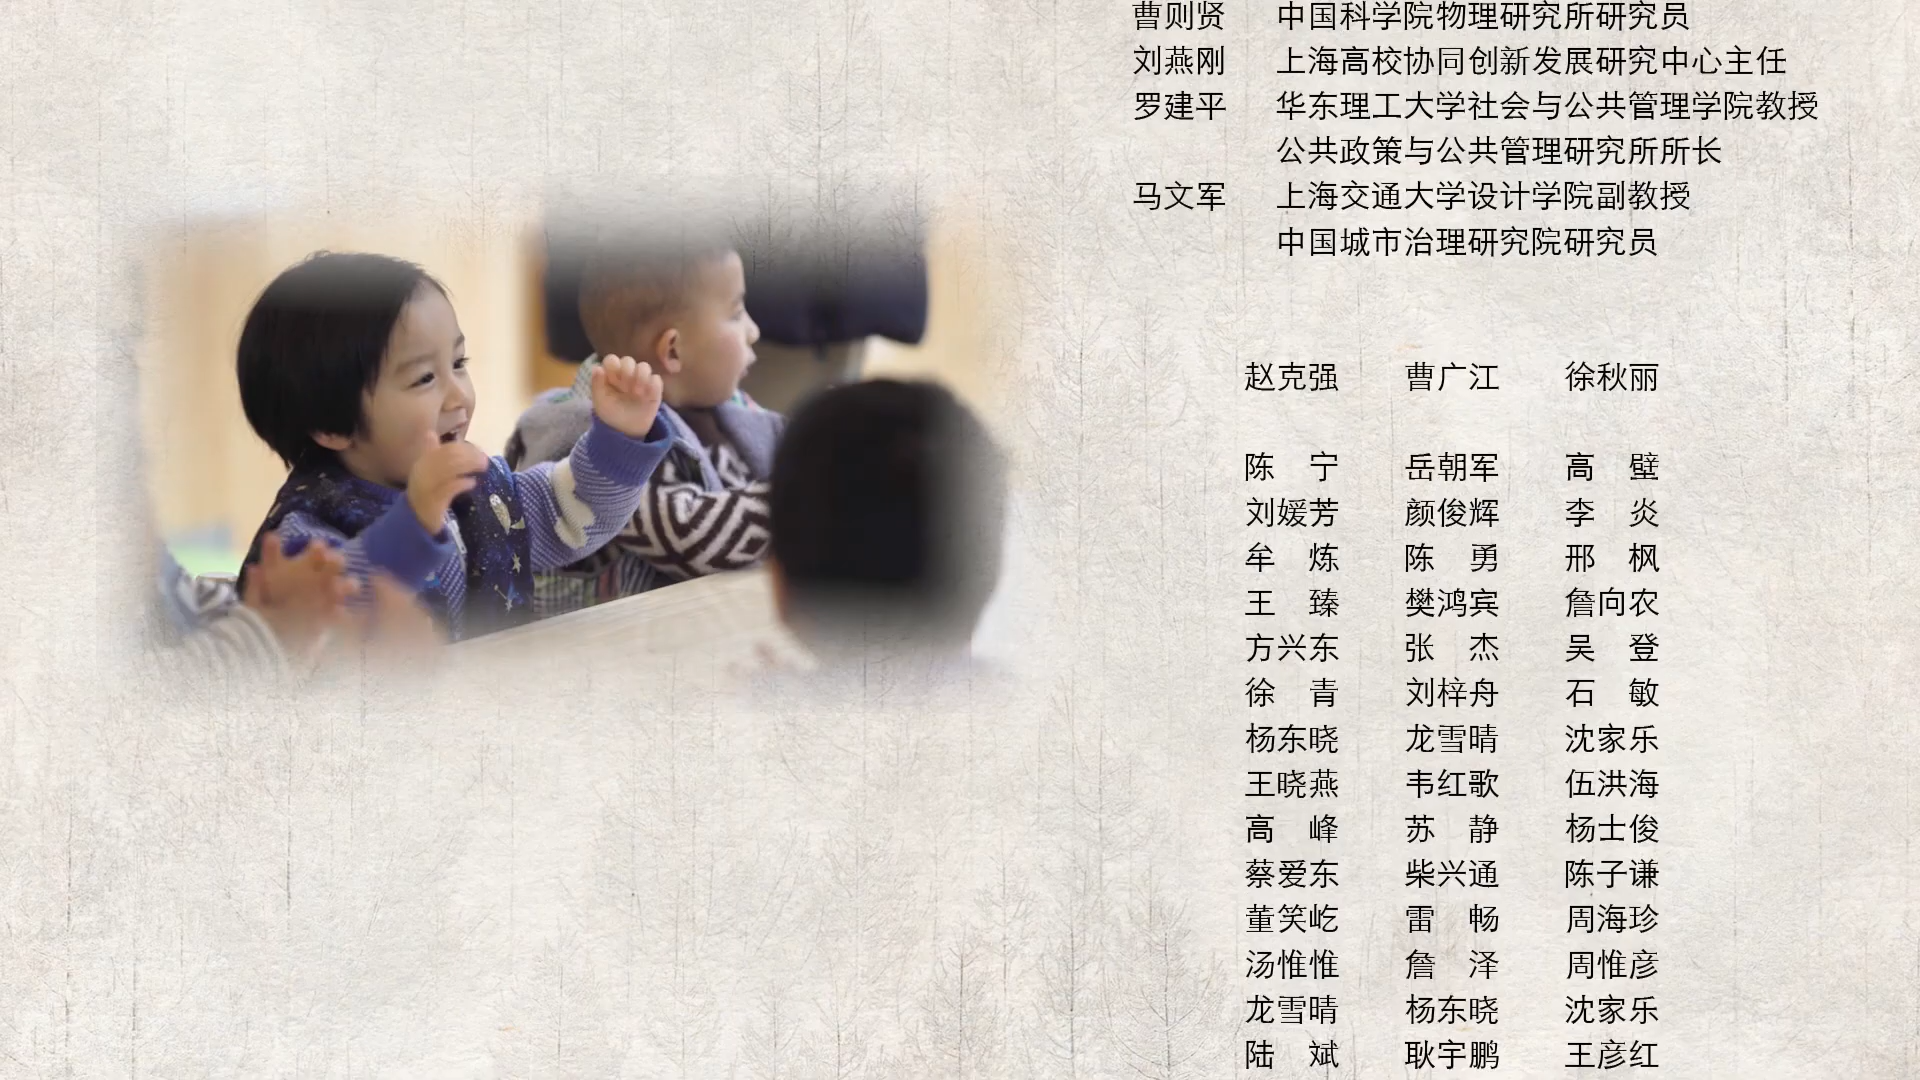 曹则贤 中国科学院物理研究所研究员
刘燕刚 上海高校协同创新发展研究中心主任
罗建平 华东理工大学社会与公共管理学院教授
公共政策与公共管理研究所所长
马文军 上海交通大学设计学院副教授
中国城市治理研究院研究员
赵克强 曹广江 徐秋丽
陈 宁 岳朝军 高 壁
刘媛芳 颜俊辉 李 炎
牟 炼 陈 勇 邢 枫
王 臻 樊鸿宾 詹向农
方兴东 张 杰 吴 登
徐 青 刘梓舟 石 敏
杨东晓 龙雪晴 沈家乐
王晓燕 韦红歌 伍洪海
高 峰 苏 静 杨士俊
蔡爱东 柴兴通 陈子谦
董笑屹 雷 畅 周海珍
汤惟惟 詹 泽 周惟彦
龙雪晴 杨东晓 沈家乐
陆 斌 耿宇鹏 王彦红